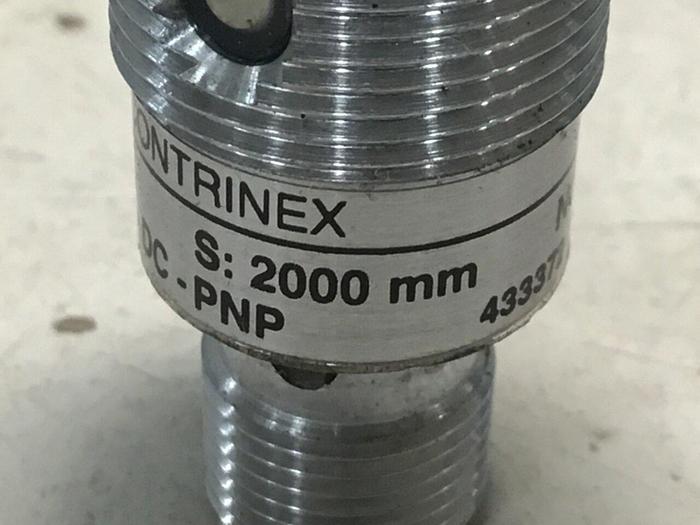 ONTRINEX
S: 2000 mm
DC - PNP
43337